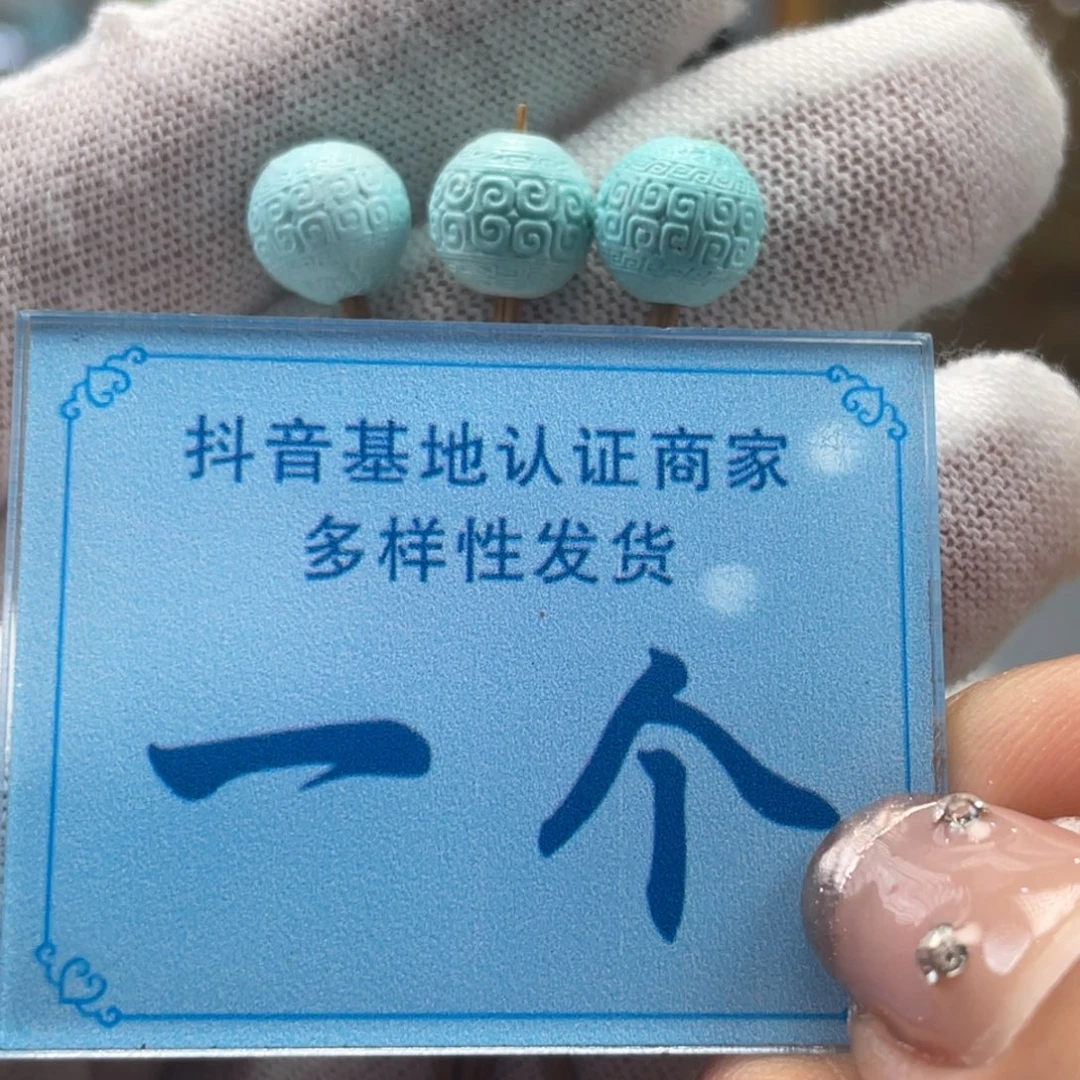 抖音基地认证商家
多样性发货
一个